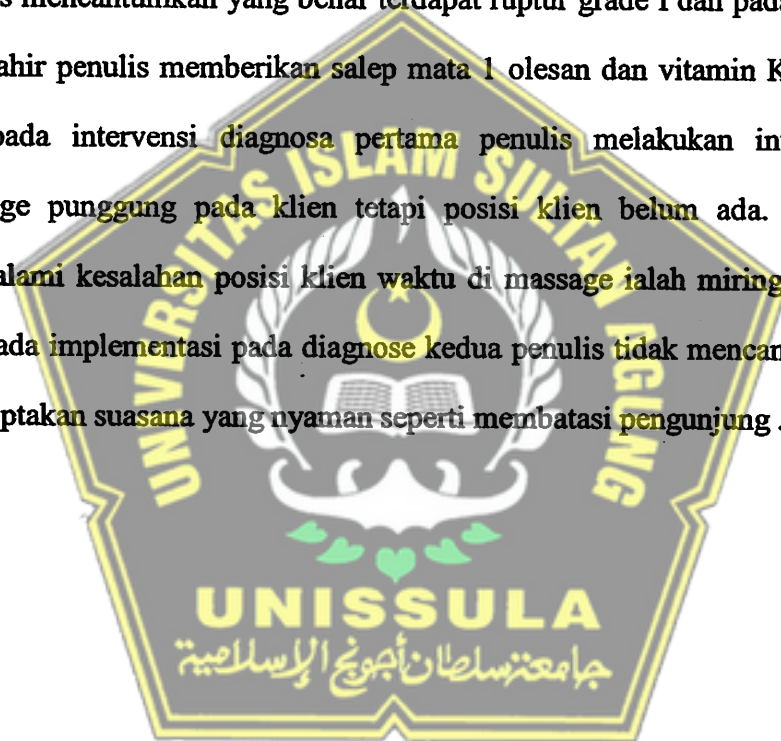 s mencantumkan yang benar terdapat ruptur grade I dan pada
ahir penulis memberikan salep mata 1 olesan dan vitamin K
pada intervensi diagnosa pertama penulis melakukan in
ge punggung pada klien tetapi posisi klien belum ada.
alami kesalahan posisi klien waktu di massage ialah miring
ada implementasi pada diagnose kedua penulis tidak mencan
ptakan suasana yang nyaman seperti membatasi pengunjung .
UNIVERSITAS ISLAM SULTAN AGUNG
UNISSULA
جامعة سلطان أجونج الإسلامية